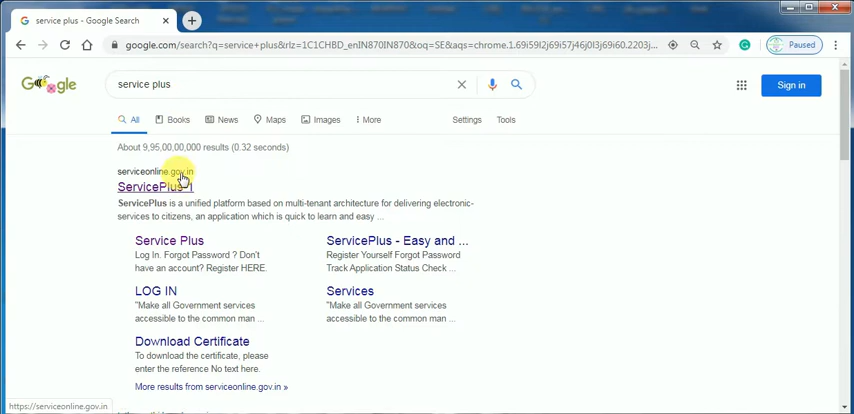 service plus - Google Search
google.com/search?q=service+plus&rlz=1C1CHBD_enIN870IN870&oq=SE&aqs=chrome.1.69i59l2j69i57j46j0l3j69i60.2203j...
Paused
Google
service plus
Sign in
All
Books
News
Maps
Images
More
Settings
Tools
About 9,95,00,00,000 results (0.32 seconds)
serviceonline.gov.in
ServicePlus-1
ServicePlus is a unified platform based on multi-tenant architecture for delivering electronic-
services to citizens, an application which is quick to learn and easy ...
Service Plus
Log In. Forgot Password ? Don't
have an account? Register HERE.
ServicePlus - Easy and ...
Register Yourself Forgot Password
Track Application Status Check ...
LOG IN
"Make all Government services
accessible to the common man ...
Services
"Make all Government services
accessible to the common man ...
Download Certificate
To download the certificate, please
enter the reference No text here.
More results from serviceonline.gov.in »
https://serviceonline.gov.in